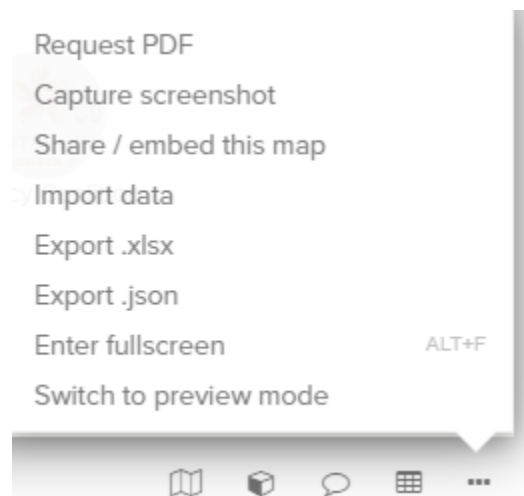 Request PDF
Capture screenshot
Share / embed this map
Import data
Export .xlsx
Export .json
Enter fullscreen ALT+F
Switch to preview mode